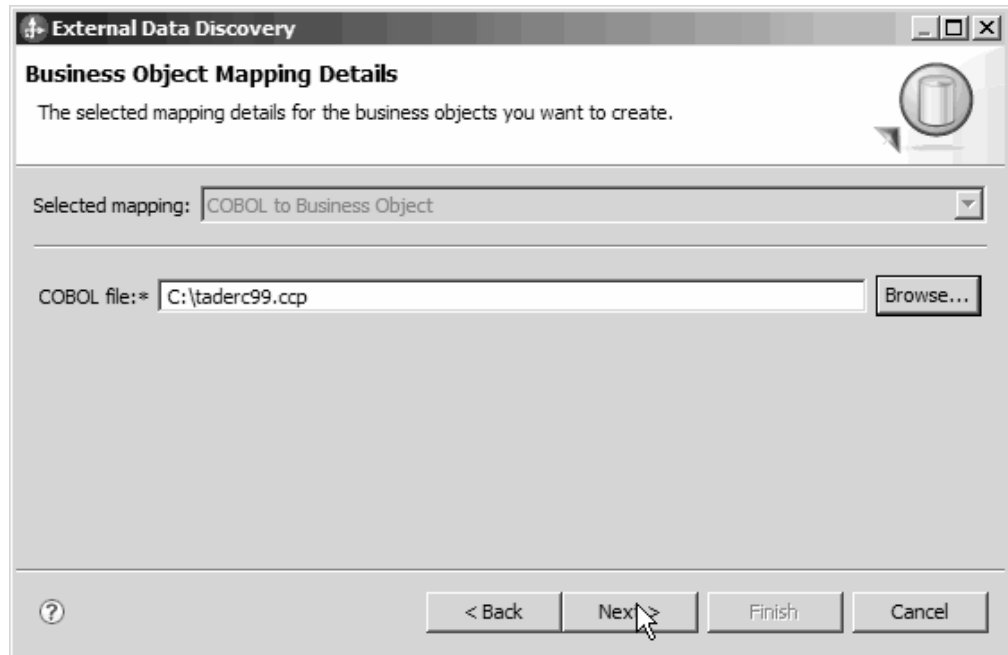 External Data Discovery
Business Object Mapping Details
The selected mapping details for the business objects you want to create.
Selected mapping: COBOL to Business Object
COBOL file:* C:\taderc99.ccp Browse...
? < Back Next > Finish Cancel